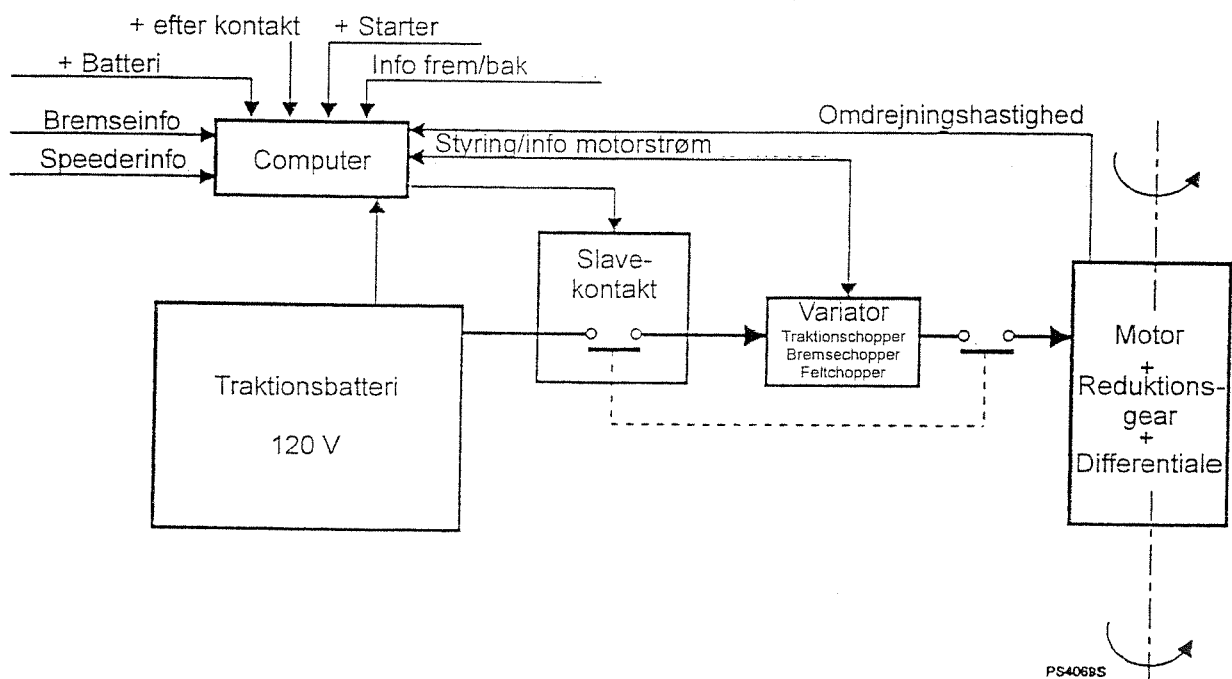 + efter kontakt
+ Starter
+ Batteri
Info frem/bak
Bremseinfo
Omdrejningshastighed
Speederinfo
Computer
Styring/info motorstrøm
Slave-
kontakt
Variator
Traktionschopper
Bremsechopper
Feltchopper
Traktionsbatteri
120 V
Motor
+
Reduktions-
gear
+
Differentiale
PS4069S